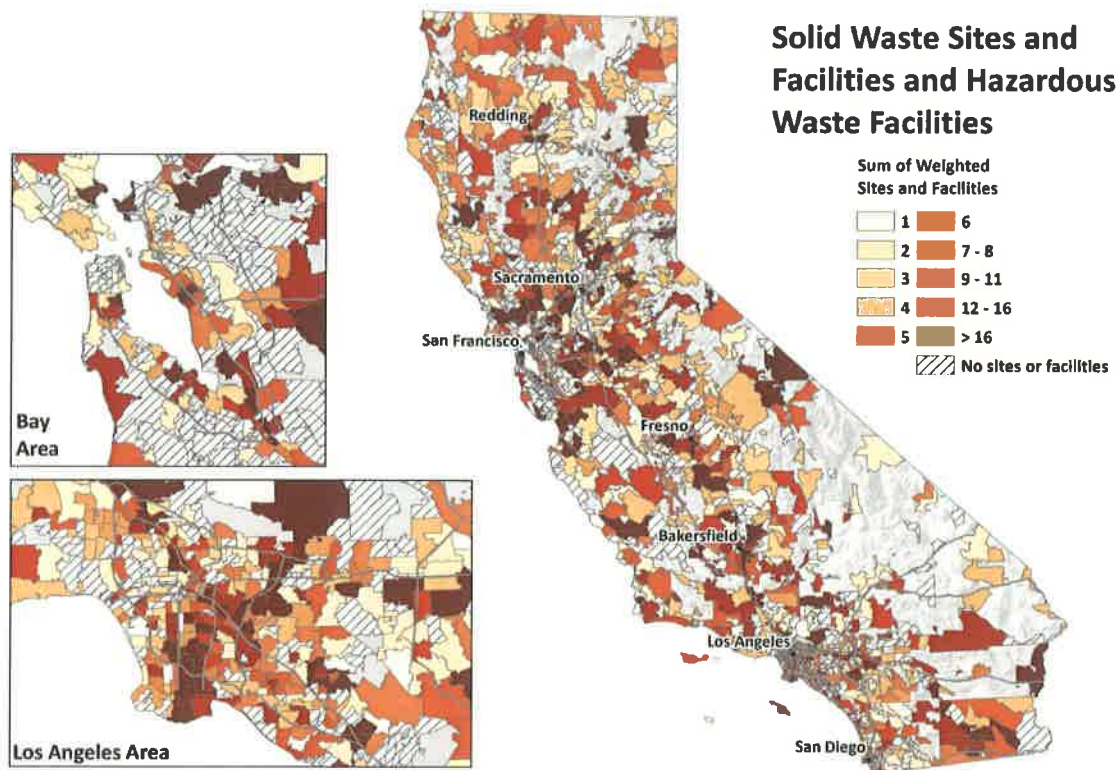 Solid Waste Sites and
Facilities and Hazardous
Waste Facilities
Sum of Weighted
Sites and Facilities
1 6
2 7 - 8
3 9 - 11
4 12 - 16
5 > 16
No sites or facilities
Redding
Sacramento
San Francisco
Fresno
Bakersfield
Los Angeles
San Diego
Bay
Area
Los Angeles Area